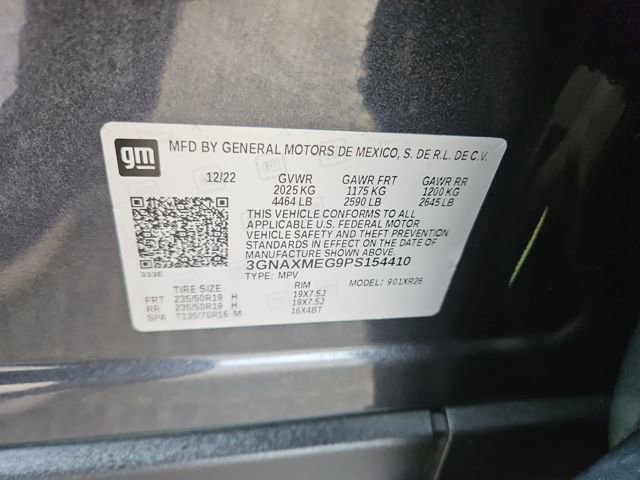 gm
MFD BY GENERAL MOTORS DE MEXICO, S. DE R.L. DE C.V.
12/22 GVWR GAWR FRT GAWR RR
2025 KG 1175 KG 1200 KG
4464 LB 2590 LB 2645 LB
THIS VEHICLE CONFORMS TO ALL
APPLICABLE U.S. FEDERAL MOTOR
VEHICLE SAFETY AND THEFT PREVENTION
STANDARDS IN EFFECT ON THE DATE OF
MANUFACTURE SHOWN ABOVE.
3GNAXMEG9PS154410
333E TYPE: MPV MODEL: 901XR26
TIRE SIZE RIM
FRT 235/50R19 H 19X7.5J
RR 235/50R19 H 19X7.5J
SPA T135/70R16 M 16X4BT